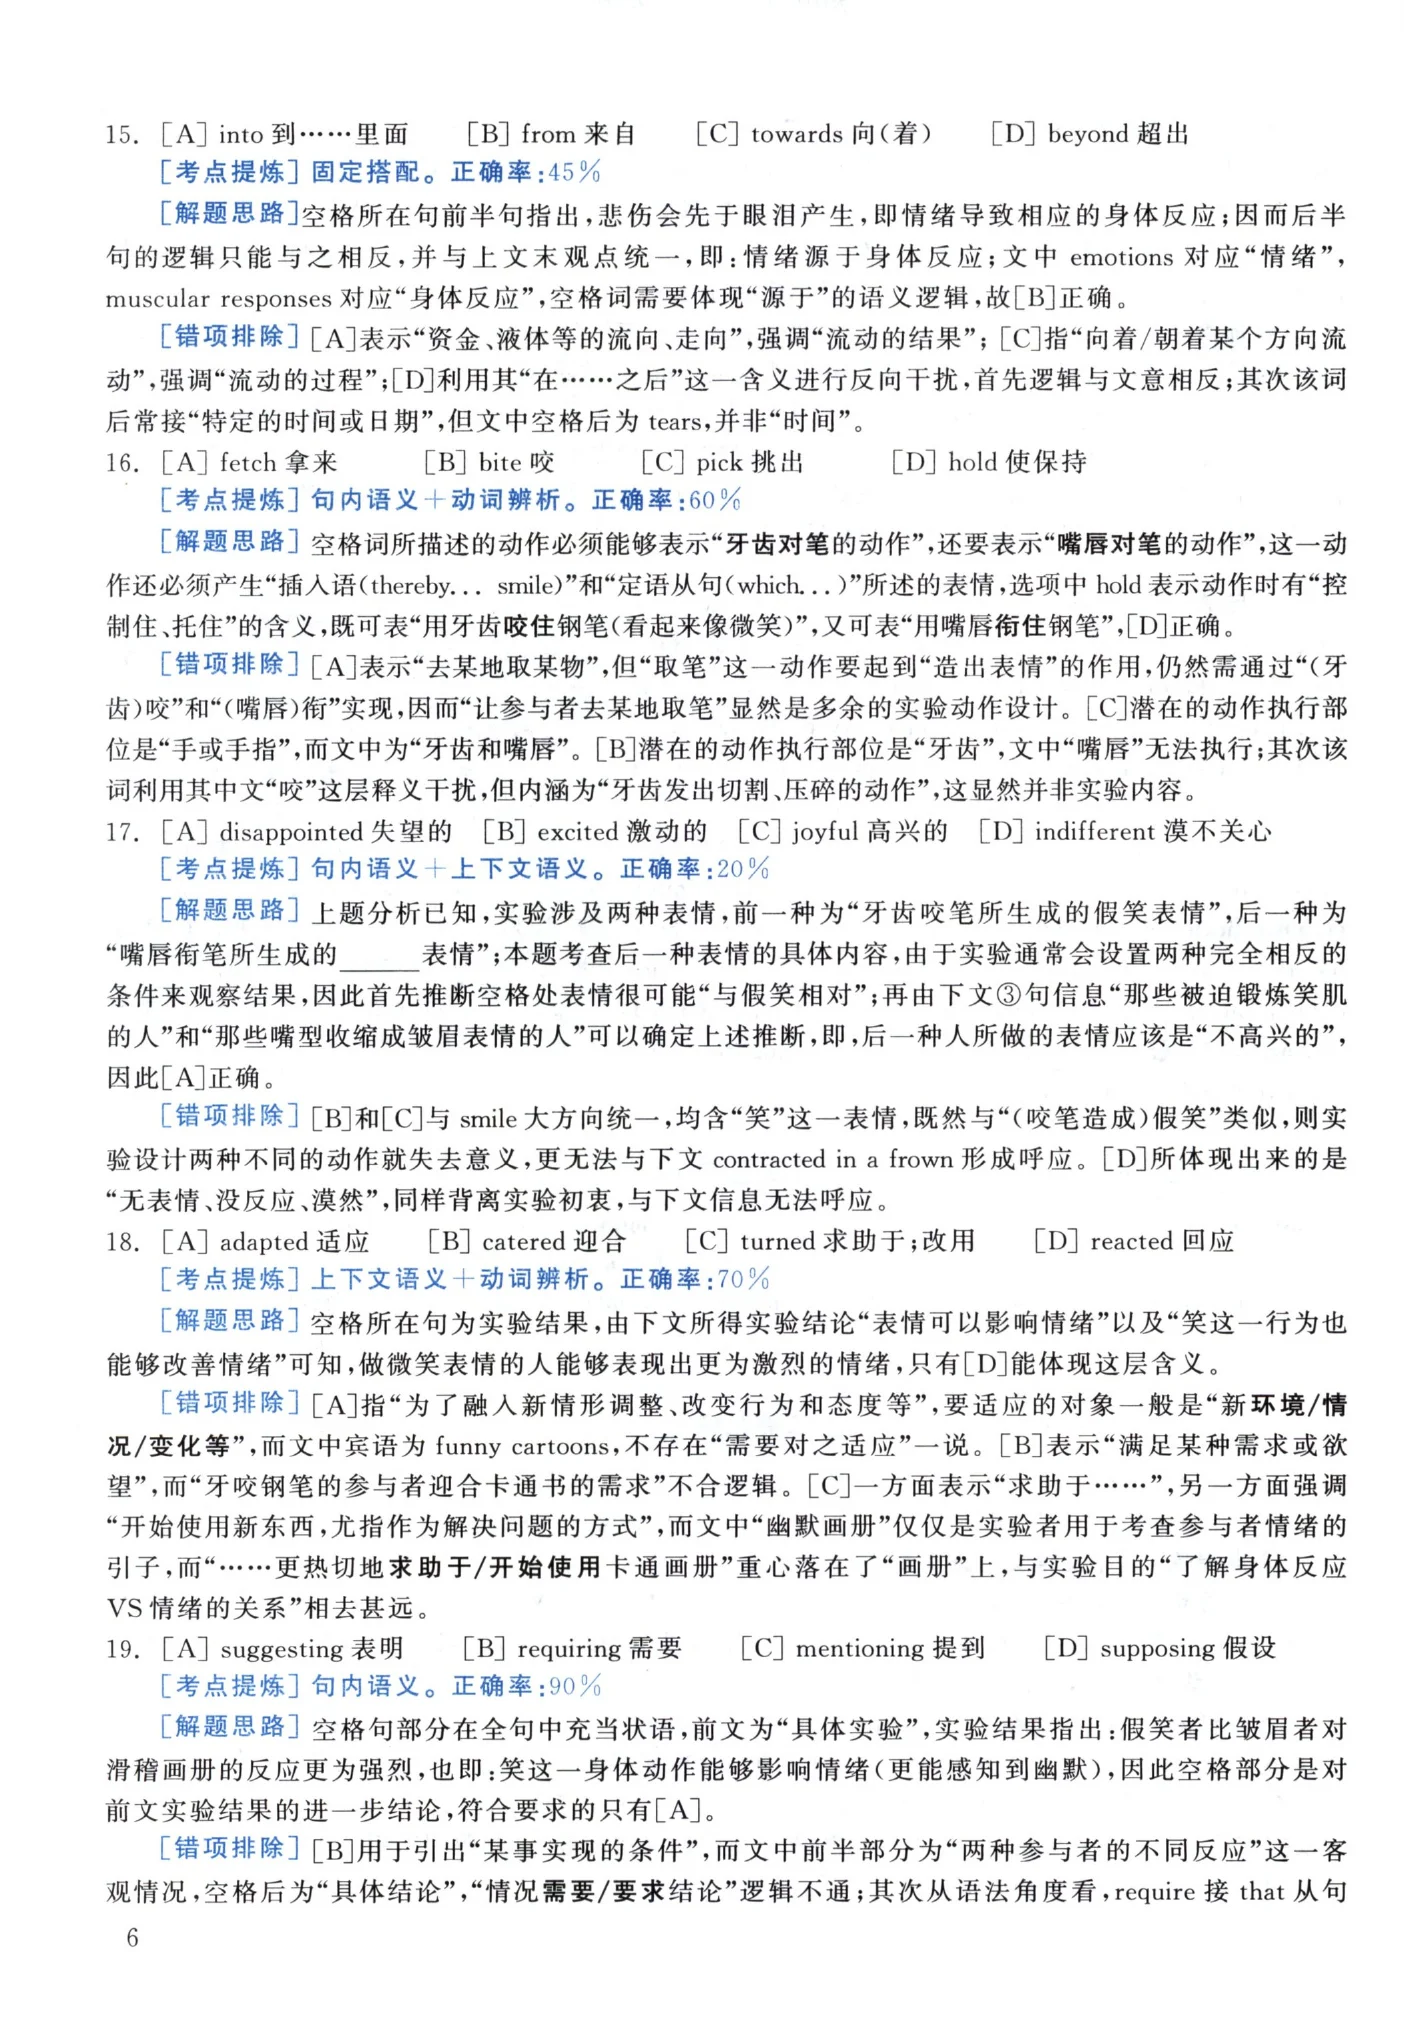 15. [A] into 到……里面 [B] from 来自 [C] towards 向(着) [D] beyond 超出
[考点提炼] 固定搭配。正确率:45%
[解题思路]空格所在句前半句指出,悲伤会先于眼泪产生,即情绪导致相应的身体反应;因而后半
句的逻辑只能与之相反,并与上文末观点统一,即:情绪源于身体反应;文中 emotions 对应“情绪”,
muscular responses 对应“身体反应”,空格词需要体现“源于”的语义逻辑,故[B]正确。
[错项排除] [A]表示“资金、液体等的流向、走向”,强调“流动的结果”; [C]指“向着/朝着某个方向流
动”,强调“流动的过程”;[D]利用其“在……之后”这一含义进行反向干扰,首先逻辑与文意相反;其次该词
后常接“特定的时间或日期”,但文中空格后为 tears,并非“时间”。
16. [A] fetch 拿来 [B] bite 咬 [C] pick 挑出 [D] hold 使保持
[考点提炼] 句内语义+动词辨析。正确率:60%
[解题思路] 空格词所描述的动作必须能够表示“牙齿对笔的动作”,还要表示“嘴唇对笔的动作”,这一动
作还必须产生“插入语(thereby... smile)”和“定语从句(which...)”所述的表情,选项中 hold 表示动作时有“控
制住、托住”的含义,既可表“用牙齿咬住钢笔(看起来像微笑)”,又可表“用嘴唇衔住钢笔”,[D]正确。
[错项排除] [A]表示“去某地取某物”,但“取笔”这一动作要起到“造出表情”的作用,仍然需通过“(牙
齿)咬”和“(嘴唇)衔”实现,因而“让参与者去某地取笔”显然是多余的实验动作设计。[C]潜在的动作执行部
位是“手或手指”,而文中为“牙齿和嘴唇”。[B]潜在的动作执行部位是“牙齿”,文中“嘴唇”无法执行;其次该
词利用其中文“咬”这层释义干扰,但内涵为“牙齿发出切割、压碎的动作”,这显然并非实验内容。
17. [A] disappointed 失望的 [B] excited 激动的 [C] joyful 高兴的 [D] indifferent 漠不关心
[考点提炼] 句内语义+上下文语义。正确率:20%
[解题思路] 上题分析已知,实验涉及两种表情,前一种为“牙齿咬笔所生成的假笑表情”,后一种为
“嘴唇衔笔所生成的______表情”;本题考查后一种表情的具体内容,由于实验通常会设置两种完全相反的
条件来观察结果,因此首先推断空格处表情很可能“与假笑相对”;再由下文③句信息“那些被迫锻炼笑肌
的人”和“那些嘴型收缩成皱眉表情的人”可以确定上述推断,即,后一种人所做的表情应该是“不高兴的”,
因此[A]正确。
[错项排除] [B]和[C]与 smile 大方向统一,均含“笑”这一表情,既然与“(咬笔造成)假笑”类似,则实
验设计两种不同的动作就失去意义,更无法与下文 contracted in a frown 形成呼应。[D]所体现出来的是
“无表情、没反应、漠然”,同样背离实验初衷,与下文信息无法呼应。
18. [A] adapted 适应 [B] catered 迎合 [C] turned 求助于;改用 [D] reacted 回应
[考点提炼] 上下文语义+动词辨析。正确率:70%
[解题思路] 空格所在句为实验结果,由下文所得实验结论“表情可以影响情绪”以及“笑这一行为也
能够改善情绪”可知,做微笑表情的人能够表现出更为激烈的情绪,只有[D]能体现这层含义。
[错项排除] [A]指“为了融入新情形调整、改变行为和态度等”,要适应的对象一般是“新环境/情
况/变化等”,而文中宾语为 funny cartoons,不存在“需要对之适应”一说。[B]表示“满足某种需求或欲
望”,而“牙咬钢笔的参与者迎合卡通书的需求”不合逻辑。[C]一方面表示“求助于……”,另一方面强调
“开始使用新东西,尤指作为解决问题的方式”,而文中“幽默画册”仅仅是实验者用于考查参与者情绪的
引子,而“……更热切地求助于/开始使用卡通画册”重心落在了“画册”上,与实验目的“了解身体反应
VS 情绪的关系”相去甚远。
19. [A] suggesting 表明 [B] requiring 需要 [C] mentioning 提到 [D] supposing 假设
[考点提炼] 句内语义。正确率:90%
[解题思路] 空格句部分在全句中充当状语,前文为“具体实验”,实验结果指出:假笑者比皱眉者对
滑稽画册的反应更为强烈,也即:笑这一身体动作能够影响情绪(更能感知到幽默),因此空格部分是对
前文实验结果的进一步结论,符合要求的只有[A]。
[错项排除] [B]用于引出“某事实现的条件”,而文中前半部分为“两种参与者的不同反应”这一客
观情况,空格后为“具体结论”,“情况需要/要求结论”逻辑不通;其次从语法角度看,require 接 that 从句
6